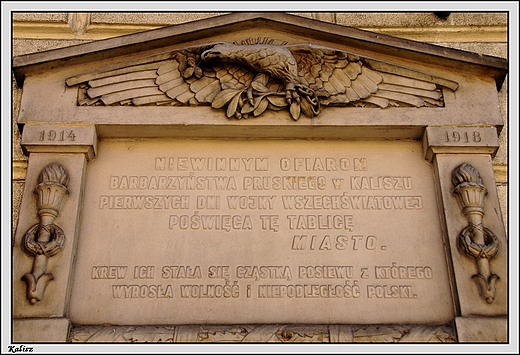 1914 1918
NIEWINNYM OFIAROM
BARBARZYŃSTWA PRUSKIEGO W KALISZU
PIERWSZYCH DNI WOJNY WSZECHŚWIATOWEJ
POŚWIĘCA TĘ TABLICĘ
MIASTO.
KREW ICH STAŁA SIĘ CZĄSTKĄ POSIEWU Z KTÓREGO
WYROSŁA WOLNOŚĆ i NIEPODLEGŁOŚĆ POLSKI.
Kalisz